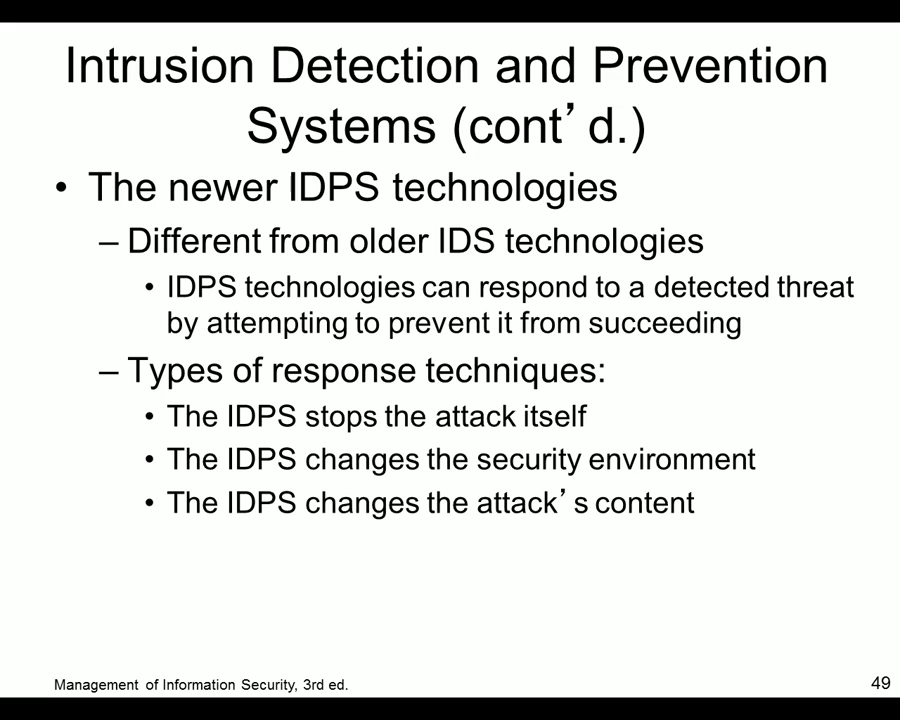 Intrusion Detection and Prevention
Systems (cont’d.)
• The newer IDPS technologies
– Different from older IDS technologies
• IDPS technologies can respond to a detected threat
by attempting to prevent it from succeeding
– Types of response techniques:
• The IDPS stops the attack itself
• The IDPS changes the security environment
• The IDPS changes the attack’s content
Management of Information Security, 3rd ed.
49